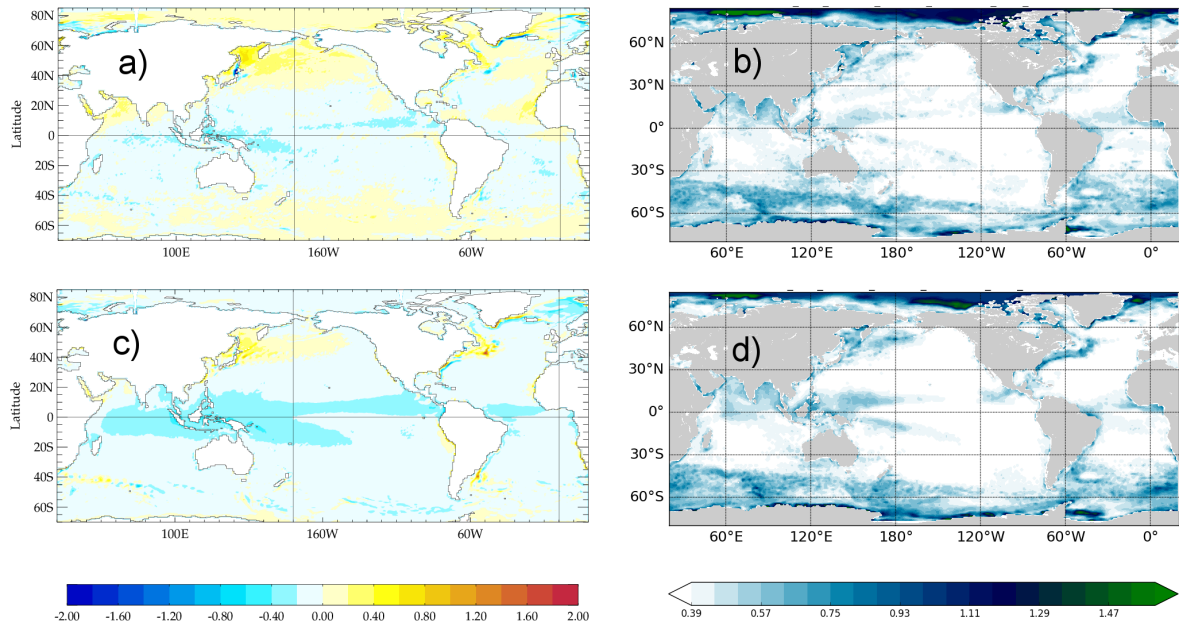 a)
Latitude
80N
60N
40N
20N
0
20S
40S
60S
100E 160W 60W
b)
60°N
30°N
0°
30°S
60°S
60°E 120°E 180° 120°W 60°W 0°
c)
Latitude
80N
60N
40N
20N
0
20S
40S
60S
100E 160W 60W
d)
60°N
30°N
0°
30°S
60°S
60°E 120°E 180° 120°W 60°W 0°
-2.00 -1.20 -0.80 -0.40 0.00 0.40 0.80 1.20 1.60 2.00
0.39 0.57 0.75 0.93 1.11 1.29 1.47